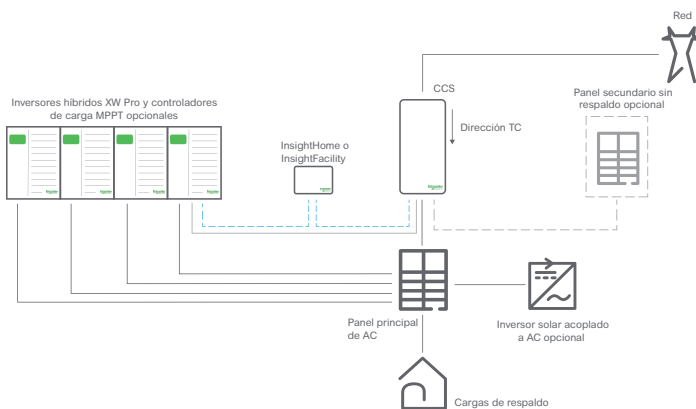 Red
CCS
Panel secundario sin
respaldo opcional
Inversores híbridos XW Pro y controladores
de carga MPPT opcionales
Dirección TC
InsightHome o
InsightFacility
Panel principal
de AC
Inversor solar acoplado
a AC opcional
Cargas de respaldo